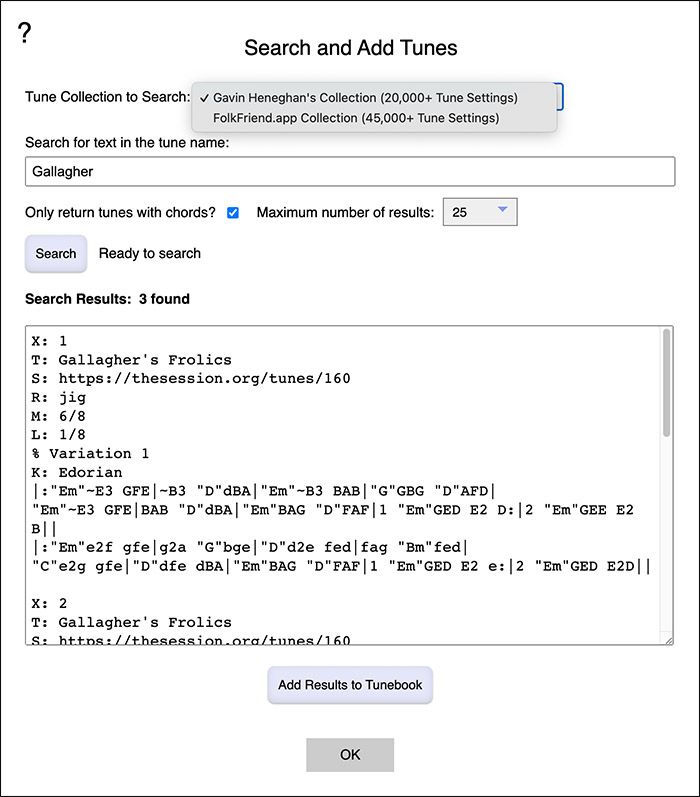 ?
Search and Add Tunes
Tune Collection to Search: ✓ Gavin Heneghan's Collection (20,000+ Tune Settings)
FolkFriend.app Collection (45,000+ Tune Settings)
Search for text in the tune name:
Gallagher
Only return tunes with chords? Maximum number of results: 25
Search Ready to search
Search Results: 3 found
X: 1
T: Gallagher's Frolics
S: https://thesession.org/tunes/160
R: jig
M: 6/8
L: 1/8
% Variation 1
K: Edorian
|:"Em"~E3 GFE|~B3 "D"dBA|"Em"~B3 BAB|"G"GBG "D"AFD|
"Em"~E3 GFE|BAB "D"dBA|"Em"BAG "D"FAF|1 "Em"GED E2 D:|2 "Em"GEE E2
B||
|:"Em"e2f gfe|g2a "G"bge|"D"d2e fed|fag "Bm"fed|
"C"e2g gfe|"D"dfe dBA|"Em"BAG "D"FAF|1 "Em"GED E2 e:|2 "Em"GED E2D||
X: 2
T: Gallagher's Frolics
S: https://thesession.org/tunes/160
Add Results to Tunebook
OK